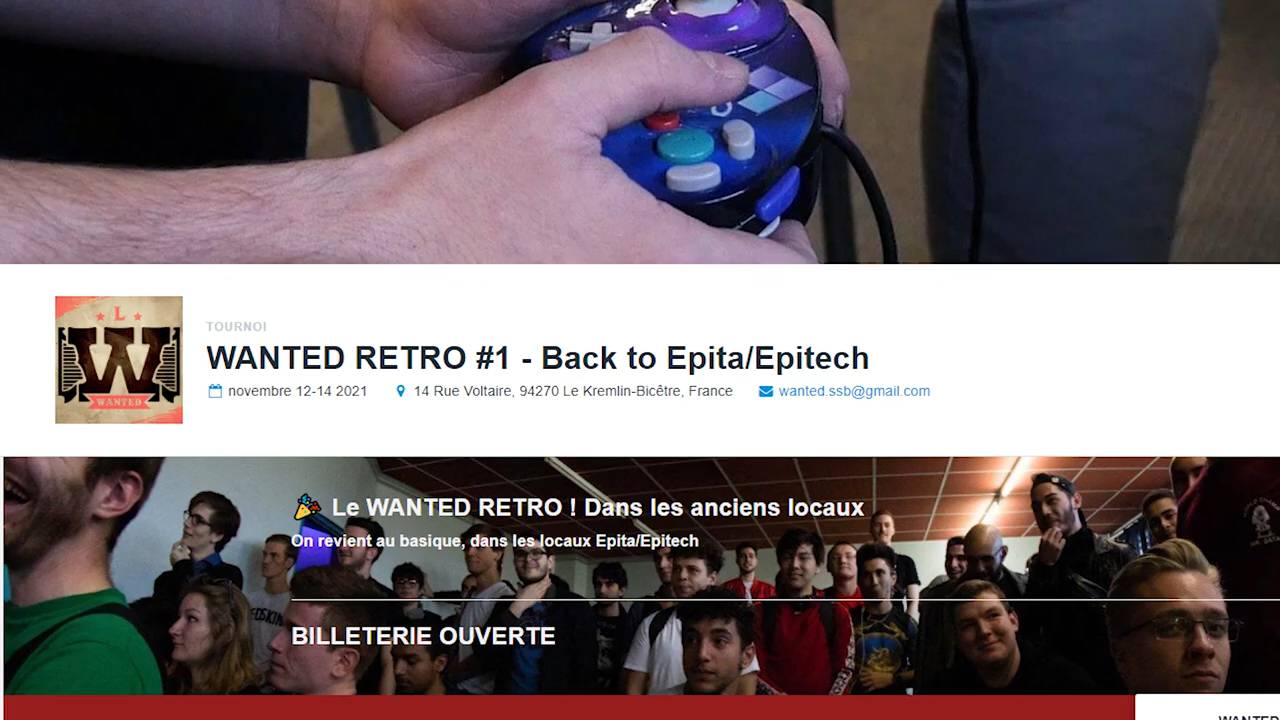 L
W
WANTED
TOURNOI
WANTED RETRO #1 - Back to Epita/Epitech
novembre 12-14 2021
14 Rue Voltaire, 94270 Le Kremlin-Bicêtre, France
wanted.ssb@gmail.com
🎉 Le WANTED RETRO ! Dans les anciens locaux
On revient au basique, dans les locaux Epita/Epitech
BILLETERIE OUVERTE
WANTED